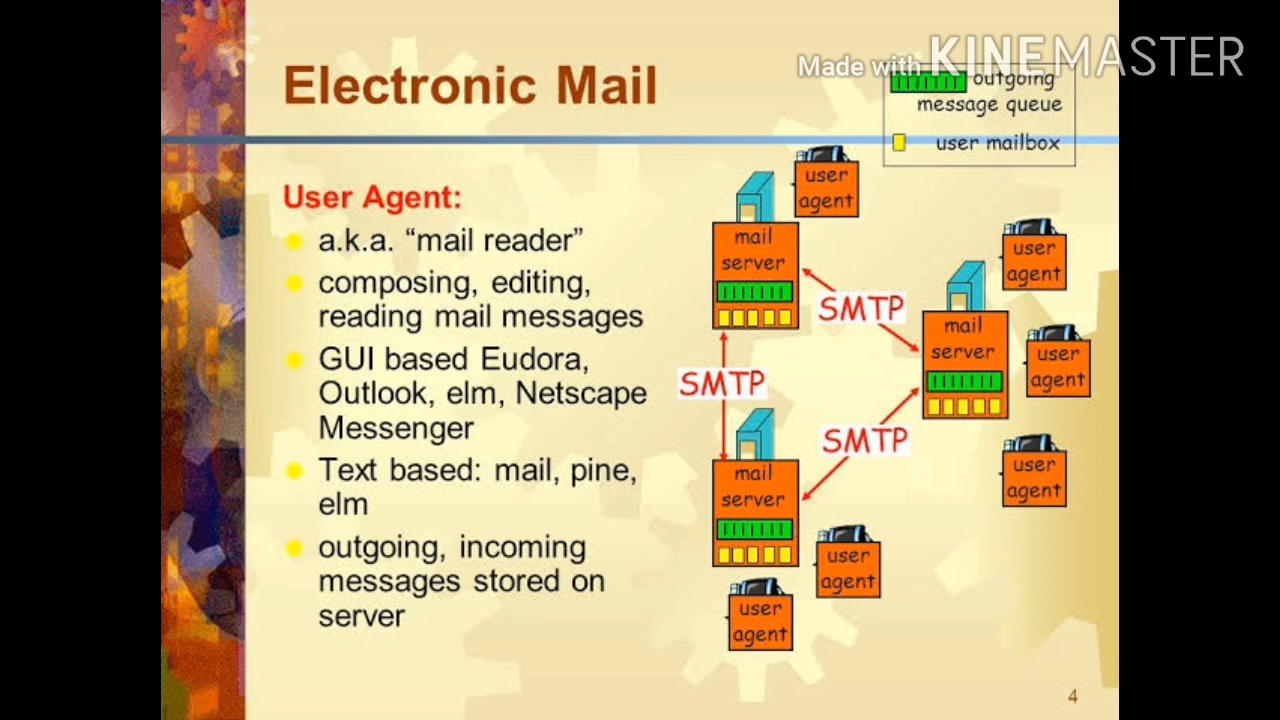 Made with KINEMASTER
Electronic Mail
outgoing
message queue
user mailbox
User Agent:
a.k.a. “mail reader”
composing, editing,
reading mail messages
GUI based Eudora,
Outlook, elm, Netscape
Messenger
Text based: mail, pine,
elm
outgoing, incoming
messages stored on
server
user
agent
mail
server
user
agent
SMTP
mail
server
user
agent
SMTP
SMTP
user
agent
mail
server
user
agent
user
agent
4